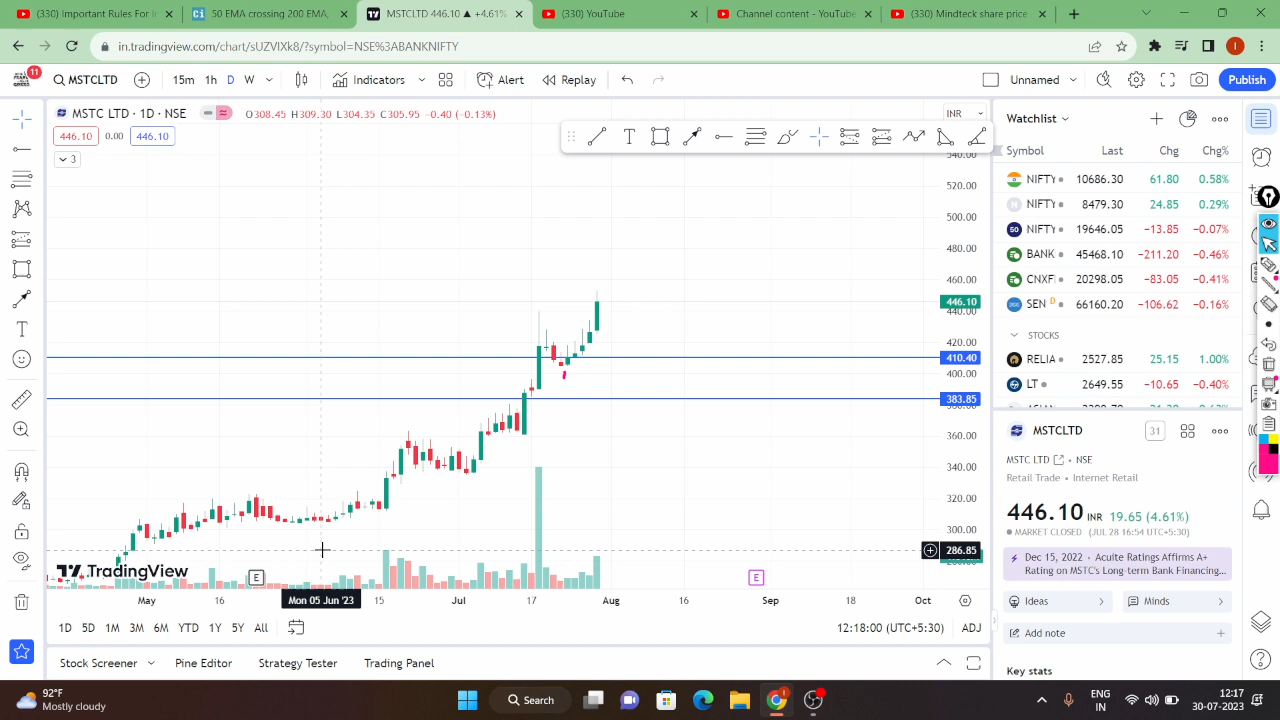 (330) Important Rules For In
50 EMA crossing 200 EMA,
MSTCLTD 446.10 ▲ +4.61%
(330) YouTube
Channel content - YouTube
(330) Mindteck share price
in.tradingview.com/chart/sUZVIXk8/?symbol=NSE%3ABANKNIFTY
11
MSTCLTD
15m 1h D W
Indicators
Alert
Replay
Unnamed
Publish
MSTC LTD · 1D · NSE
O308.45 H309.30 L304.35 305.95 -0.40 (-0.13%)
INR
446.10 0.00 446.10
3
540.00
520.00
500.00
480.00
460.00
446.10
440.00
420.00
410.40
400.00
383.85
380.00
360.00
340.00
320.00
300.00
286.85
TradingView
E
E
May 16 Mon 05 Jun '23 15 Jul 17 Aug 16 Sep 18 Oct
1D 5D 1M 3M 6M YTD 1Y 5Y All
12:18:00 (UTC+5:30) ADJ
Stock Screener Pine Editor Strategy Tester Trading Panel
Watchlist
Symbol Last Chg Chg%
NIFTY 10686.30 61.80 0.58%
NIFTY 8479.30 24.85 0.29%
50 NIFTY 19646.05 -13.85 -0.07%
BANK 45468.10 -211.20 -0.46%
CNXF 20298.05 -83.05 -0.41%
SEN D 66160.20 -106.62 -0.16%
STOCKS
RELIA 2527.85 25.15 1.00%
LT 2649.55 -10.65 -0.40%
MSTCLTD
31
MSTC LTD • NSE
Retail Trade • Internet Retail
446.10 INR 19.65 (4.61%)
MARKET CLOSED (JUL 28 16:54 UTC+5:30)
Dec 15, 2022 • Acuite Ratings Affirms A+
Rating on MSTC's Long-term Bank Financing...
Ideas
Minds
Add note
Key stats
92°F
Mostly cloudy
Search
ENG
IN
12:17
30-07-2023